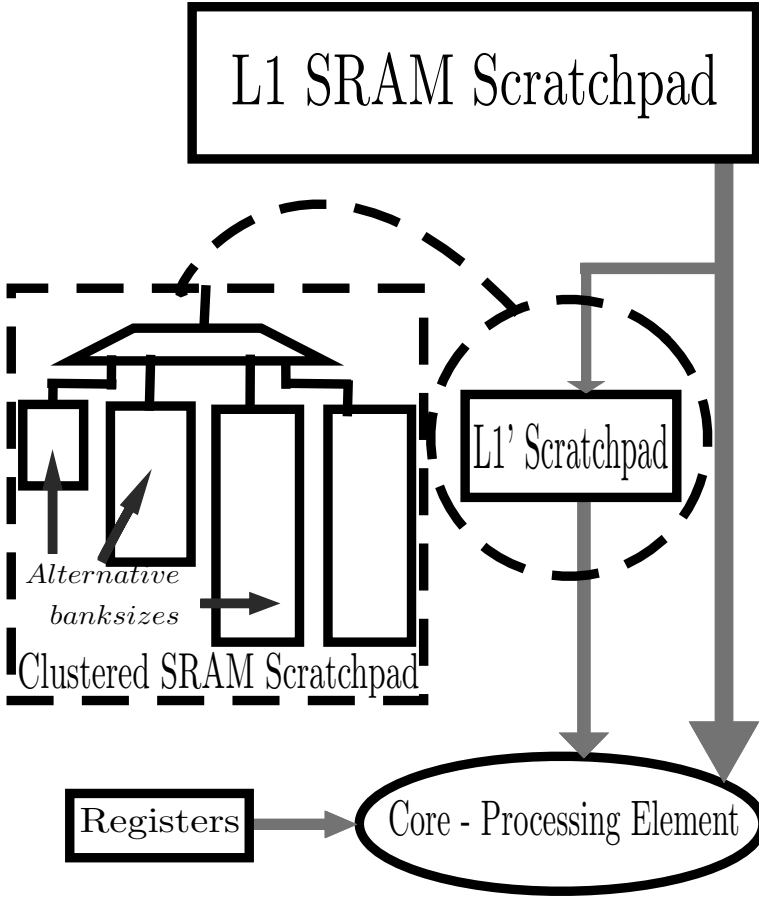 L1 SRAM Scratchpad
L1' Scratchpad
Alternative
banksizes
Clustered SRAM Scratchpad
Registers
Core - Processing Element